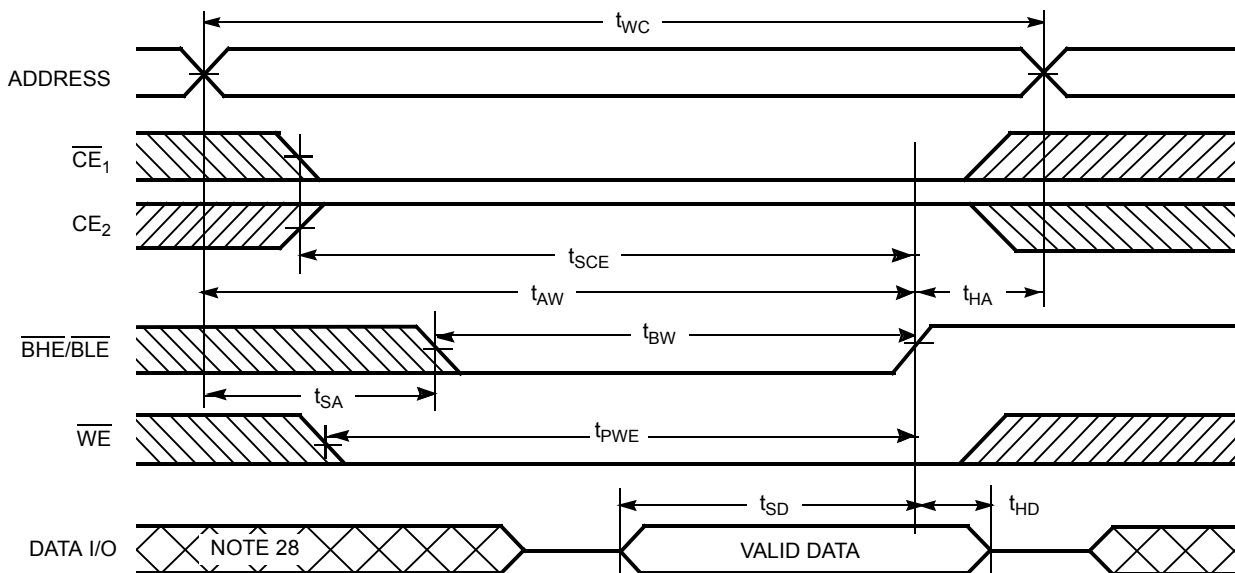 tWC
ADDRESS
CE1
CE2
tSCE
tAW
tHA
BHE/BLE
tBW
tSA
WE
tPWE
tSD
tHD
DATA I/O
NOTE 28
VALID DATA